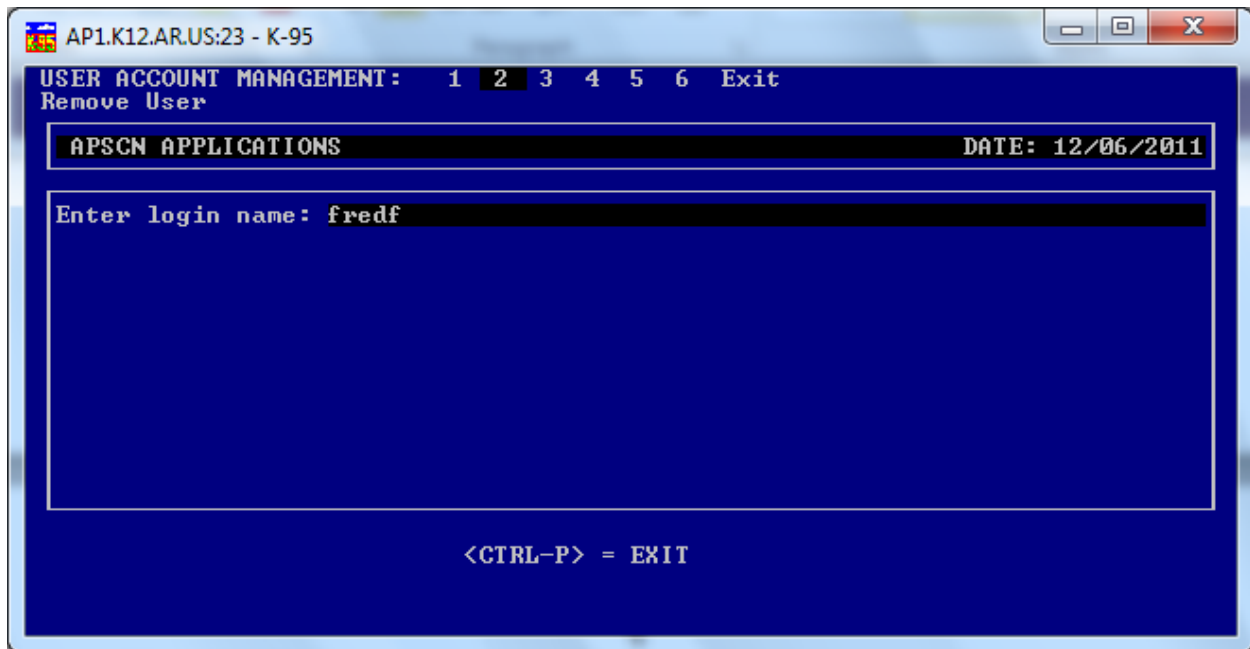 K-95 AP1.K12.AR.US:23 - K-95
USER ACCOUNT MANAGEMENT: 1 2 3 4 5 6 Exit
Remove User
APSCN APPLICATIONS DATE: 12/06/2011
Enter login name: fredf
<CTRL-P> = EXIT